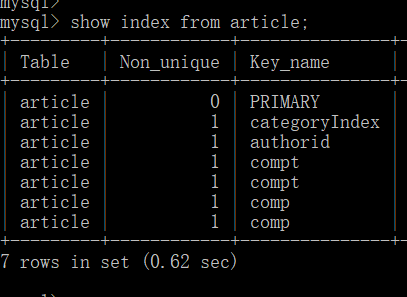 mysql>
mysql> show index from article;
| Table | Non_unique | Key_name
| article | 0 | PRIMARY
| article | 1 | categoryIndex
| article | 1 | authorid
| article | 1 | compt
| article | 1 | compt
| article | 1 | comp
| article | 1 | comp
7 rows in set (0.62 sec)